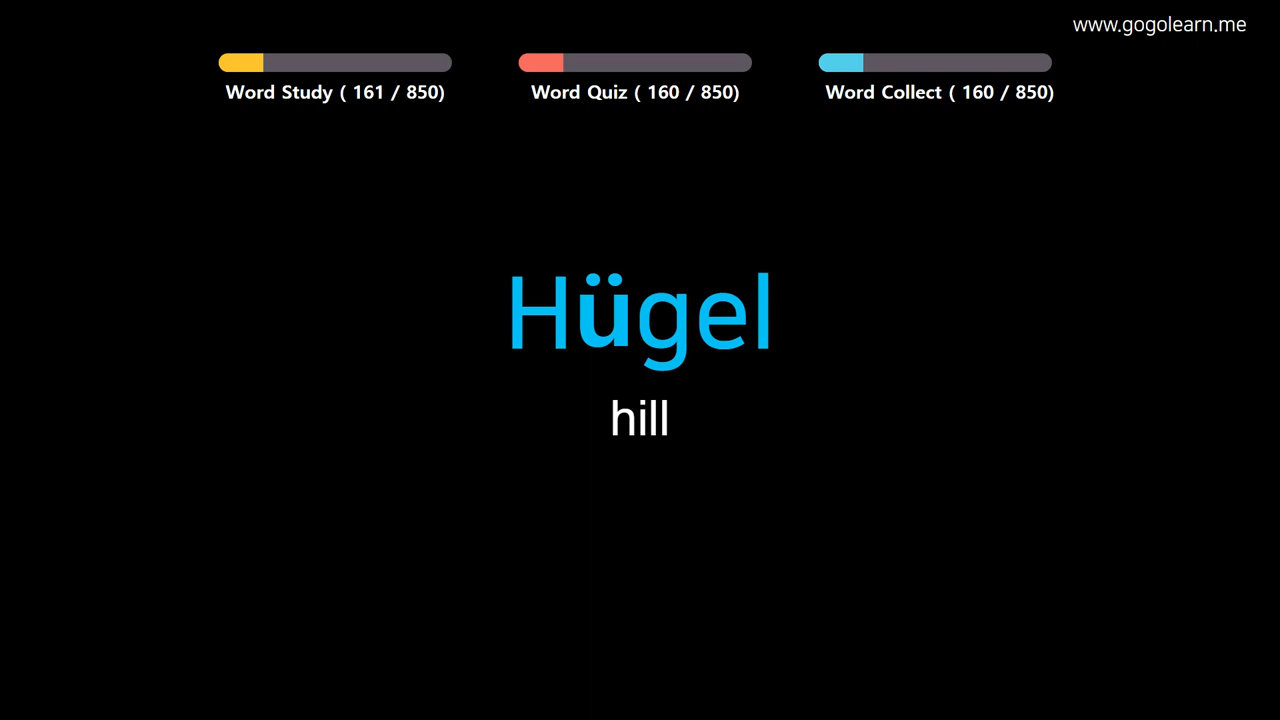 www.gogolearn.me
Word Study ( 161 / 850)
Word Quiz ( 160 / 850)
Word Collect ( 160 / 850)
Hügel
hill